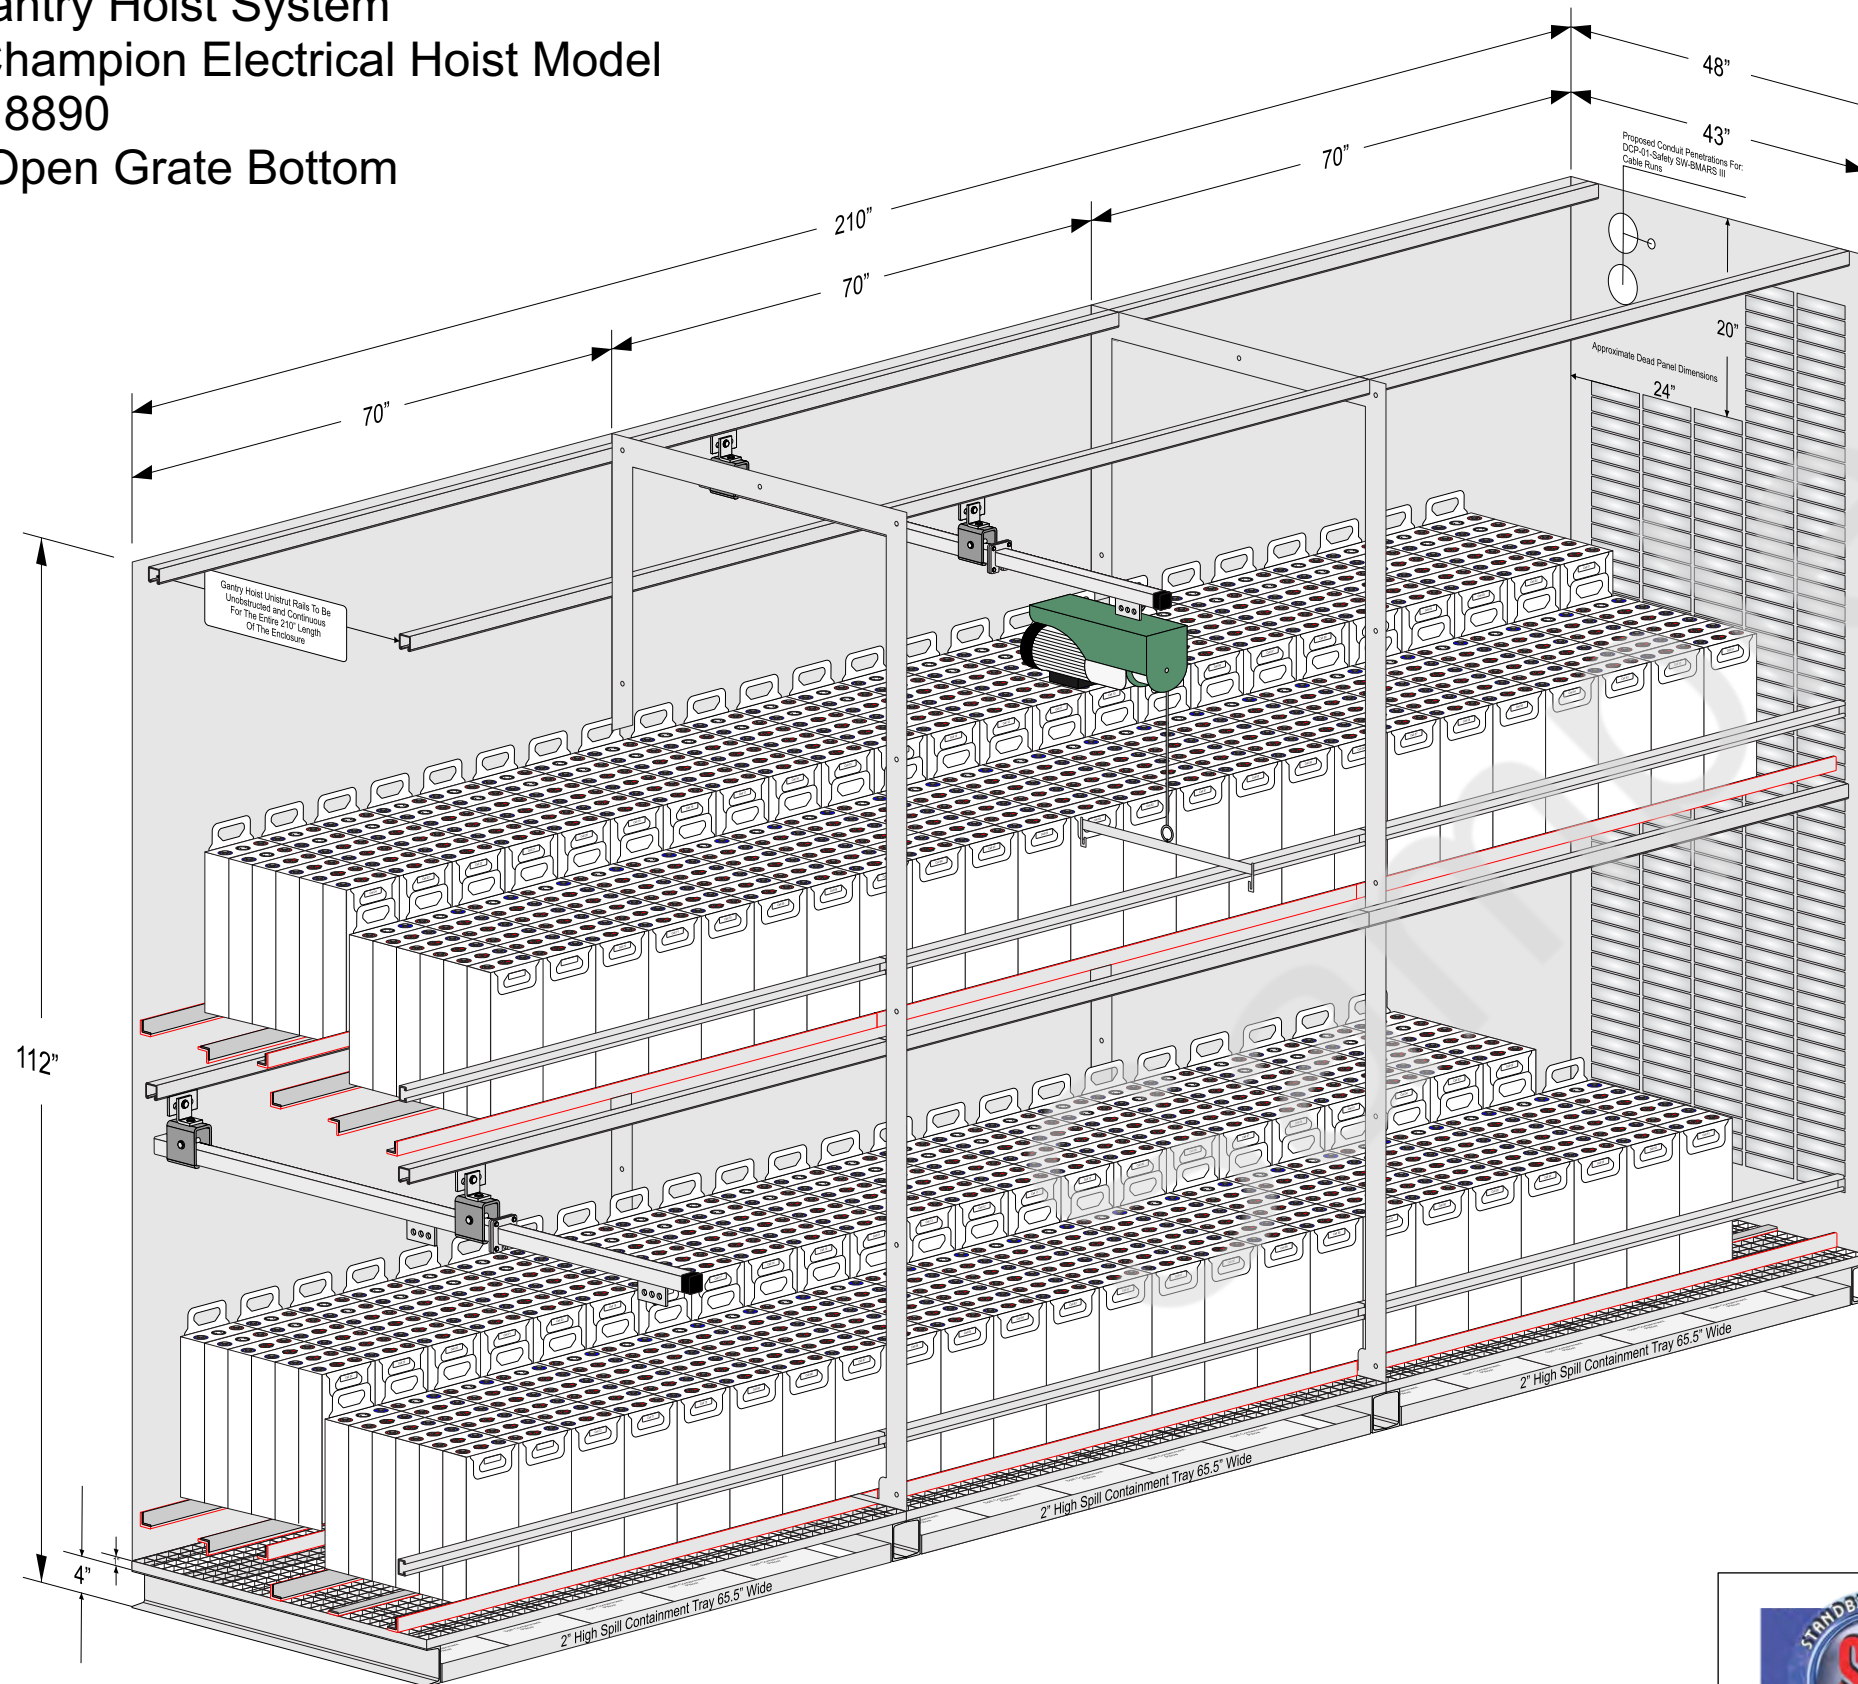 antry Hoist System
Champion Electrical Hoist Model
18890
Open Grate Bottom
48”
43”
70”
210”
70”
70”
Proposed Conduit Penetrations For:
DCP-01-Safety SW-BMARS III
Cable Runs
20”
Approximate Dead Panel Dimensions
24”
Gantry Hoist Unistrut Rails To Be
Unobstructed and Continuous
For The Entire 210” Length
Of The Enclosure
112”
4”
2” High Spill Containment Tray 65.5” Wide
2” High Spill Containment Tray 65.5” Wide
2” High Spill Containment Tray 65.5” Wide
STANDB